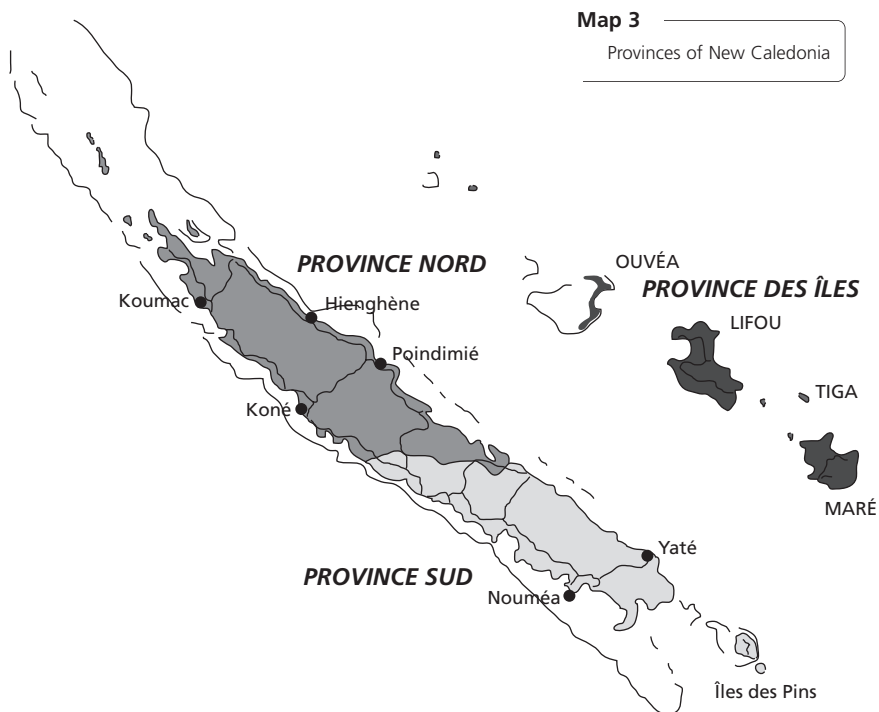 Map 3
Provinces of New Caledonia
PROVINCE NORD
OUVÉA
PROVINCE DES ÎLES
Koumac
Hienghène
LIFOU
Poindimié
TIGA
Koné
MARÉ
Yaté
PROVINCE SUD
Nouméa
Îles des Pins